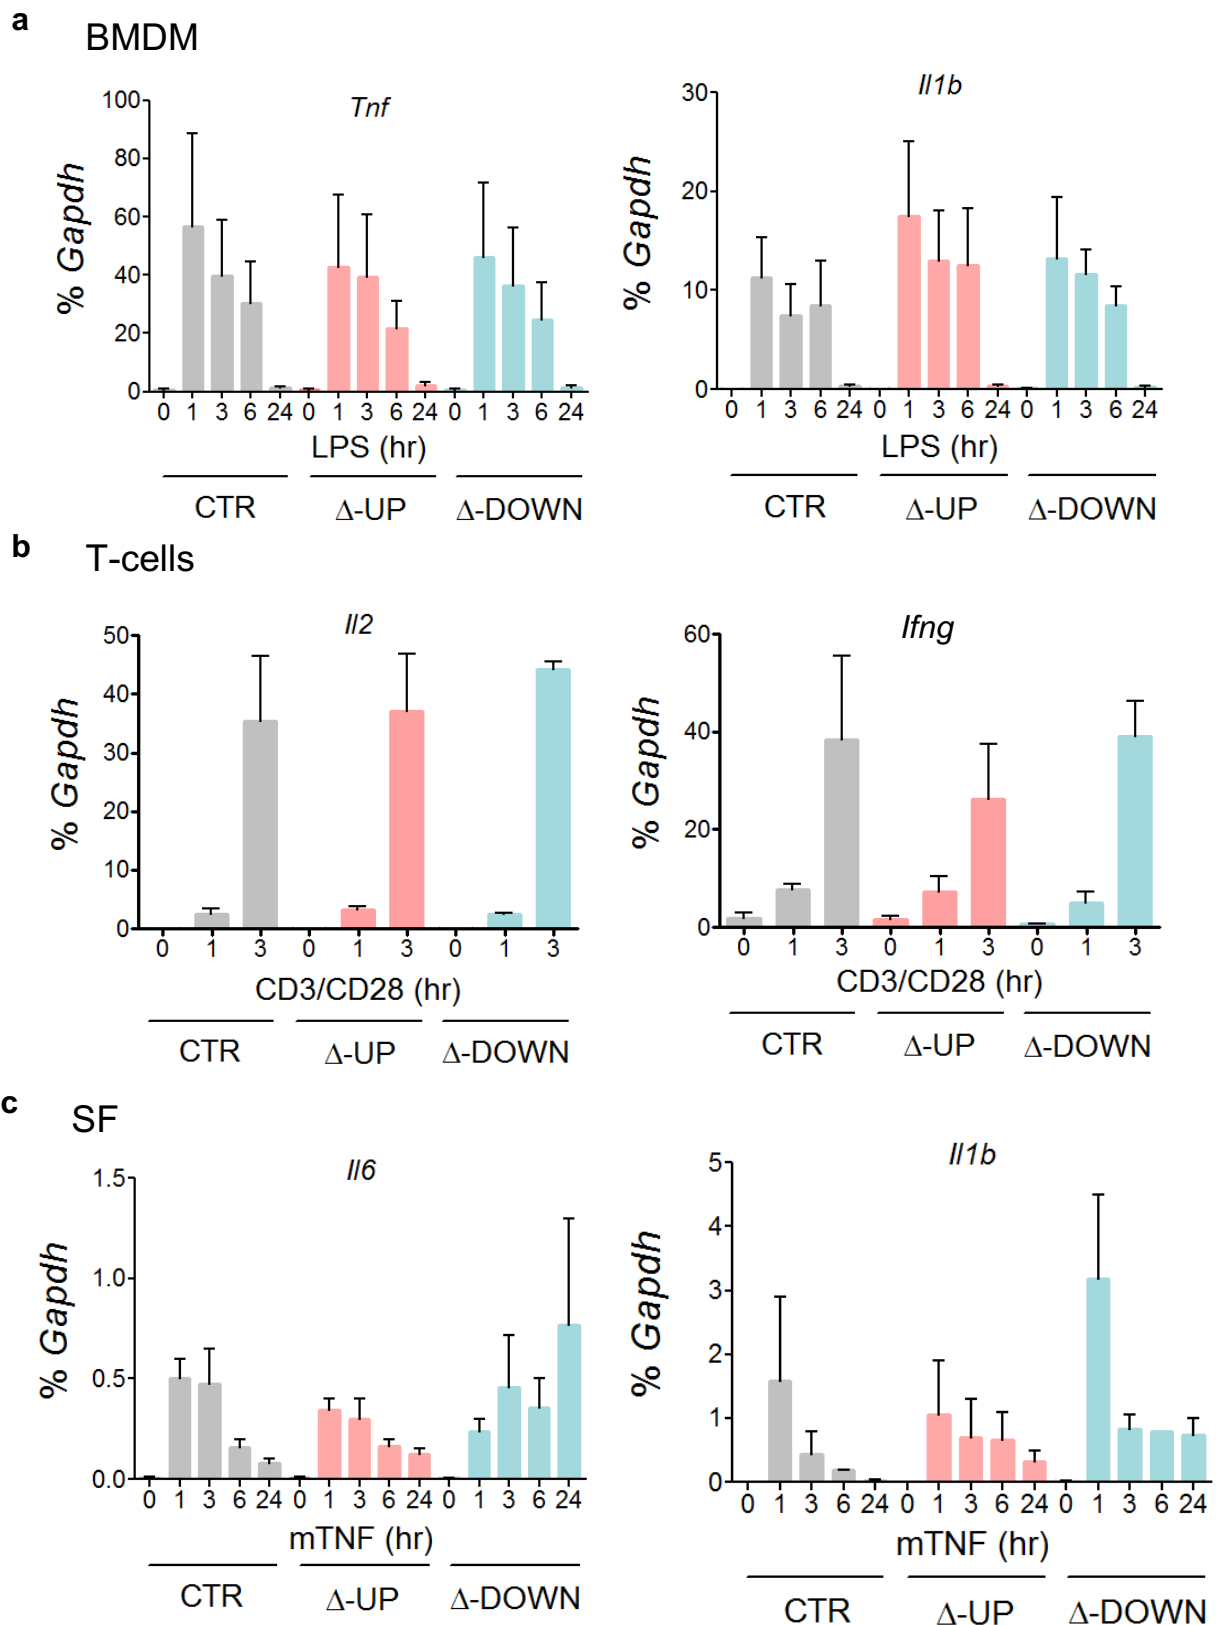 a
BMDM
Tnf
100
80
60
40
20
0
% Gapdh
0 1 3 6 24 0 1 3 6 24 0 1 3 6 24
LPS (hr)
CTR Δ-UP Δ-DOWN
Il1b
30
20
10
0
% Gapdh
0 1 3 6 24 0 1 3 6 24 0 1 3 6 24
LPS (hr)
CTR Δ-UP Δ-DOWN
b
T-cells
Il2
50
40
30
20
10
0
% Gapdh
0 1 3 0 1 3 0 1 3
CD3/CD28 (hr)
CTR Δ-UP Δ-DOWN
Ifng
60
40
20
0
% Gapdh
0 1 3 0 1 3 0 1 3
CD3/CD28 (hr)
CTR Δ-UP Δ-DOWN
c
SF
Il6
1.5
1.0
0.5
0.0
% Gapdh
0 1 3 6 24 0 1 3 6 24 0 1 3 6 24
mTNF (hr)
CTR Δ-UP Δ-DOWN
Il1b
5
4
3
2
1
0
% Gapdh
0 1 3 6 24 0 1 3 6 24 0 1 3 6 24
mTNF (hr)
CTR Δ-UP Δ-DOWN